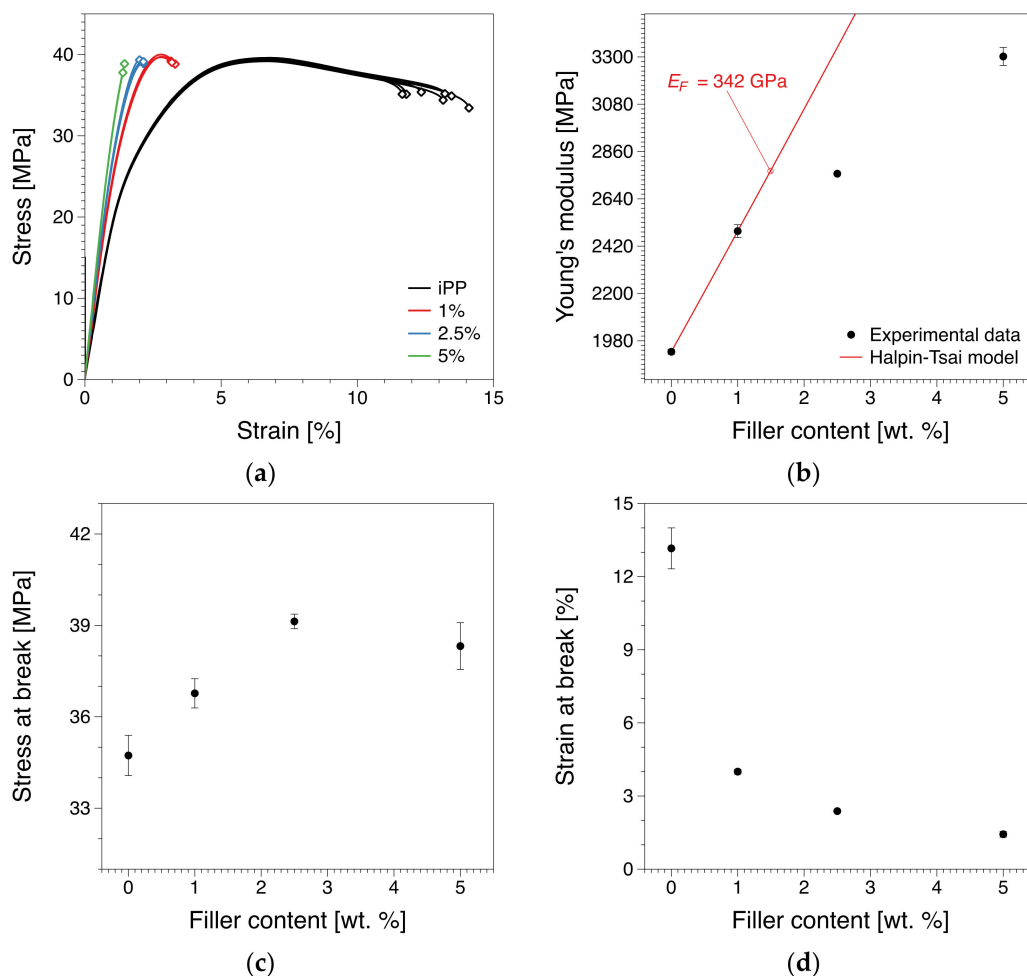 40
30
20
10
0
0
5
10
15
Stress [MPa]
Strain [%]
iPP
1%
2.5%
5%
(a)
3300
3080
2860
2640
2420
2200
1980
0
1
2
3
4
5
Young's modulus [MPa]
Filler content [wt. %]
E_F = 342 GPa
Experimental data
Halpin-Tsai model
(b)
42
39
36
33
0
1
2
3
4
5
Stress at break [MPa]
Filler content [wt. %]
(c)
15
12
9
6
3
0
0
1
2
3
4
5
Strain at break [%]
Filler content [wt. %]
(d)